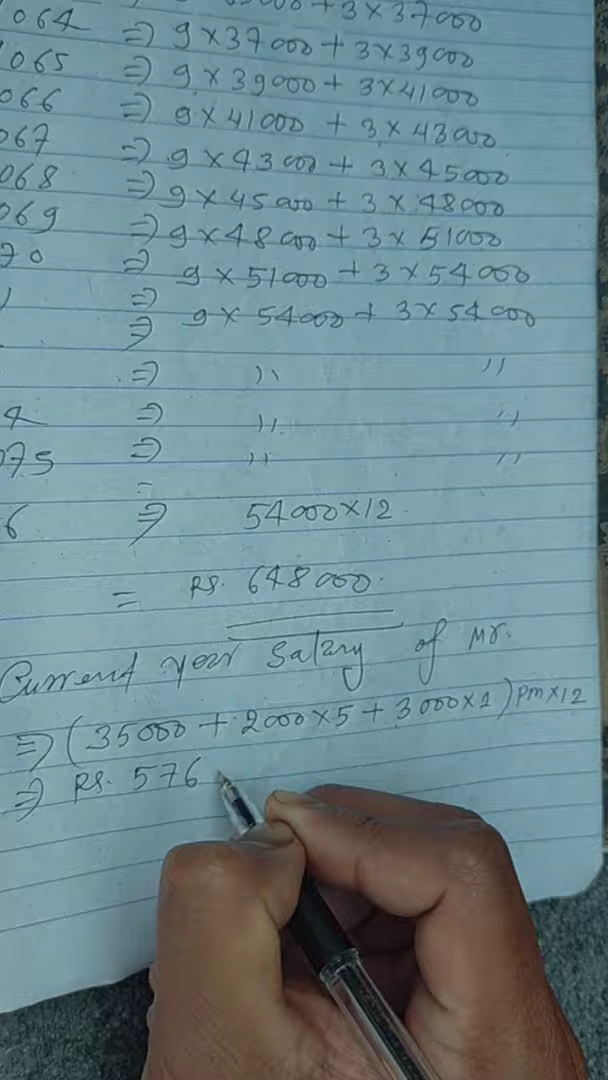 + 3 × 37000
064 ⇒ 9 × 37000 + 3 × 39000
065 ⇒ 9 × 39000 + 3 × 41000
066 ⇒ 9 × 41000 + 3 × 43000
067 ⇒ 9 × 43000 + 3 × 45000
068 ⇒ 9 × 45000 + 3 × 48000
069 ⇒ 9 × 48000 + 3 × 51000
70 ⇒ 9 × 51000 + 3 × 54000
⇒ 9 × 54000 + 3 × 54000
⇒
⇒ ,, ,,
4 ⇒ ,, ,,
075 ⇒ ,, ,,
6 ⇒ 54000 × 12
= RS. 648000.
Current year salary of Mr.
⇒ (35000 + 2000 × 5 + 3000 × 1) pm × 12
⇒ RS. 576